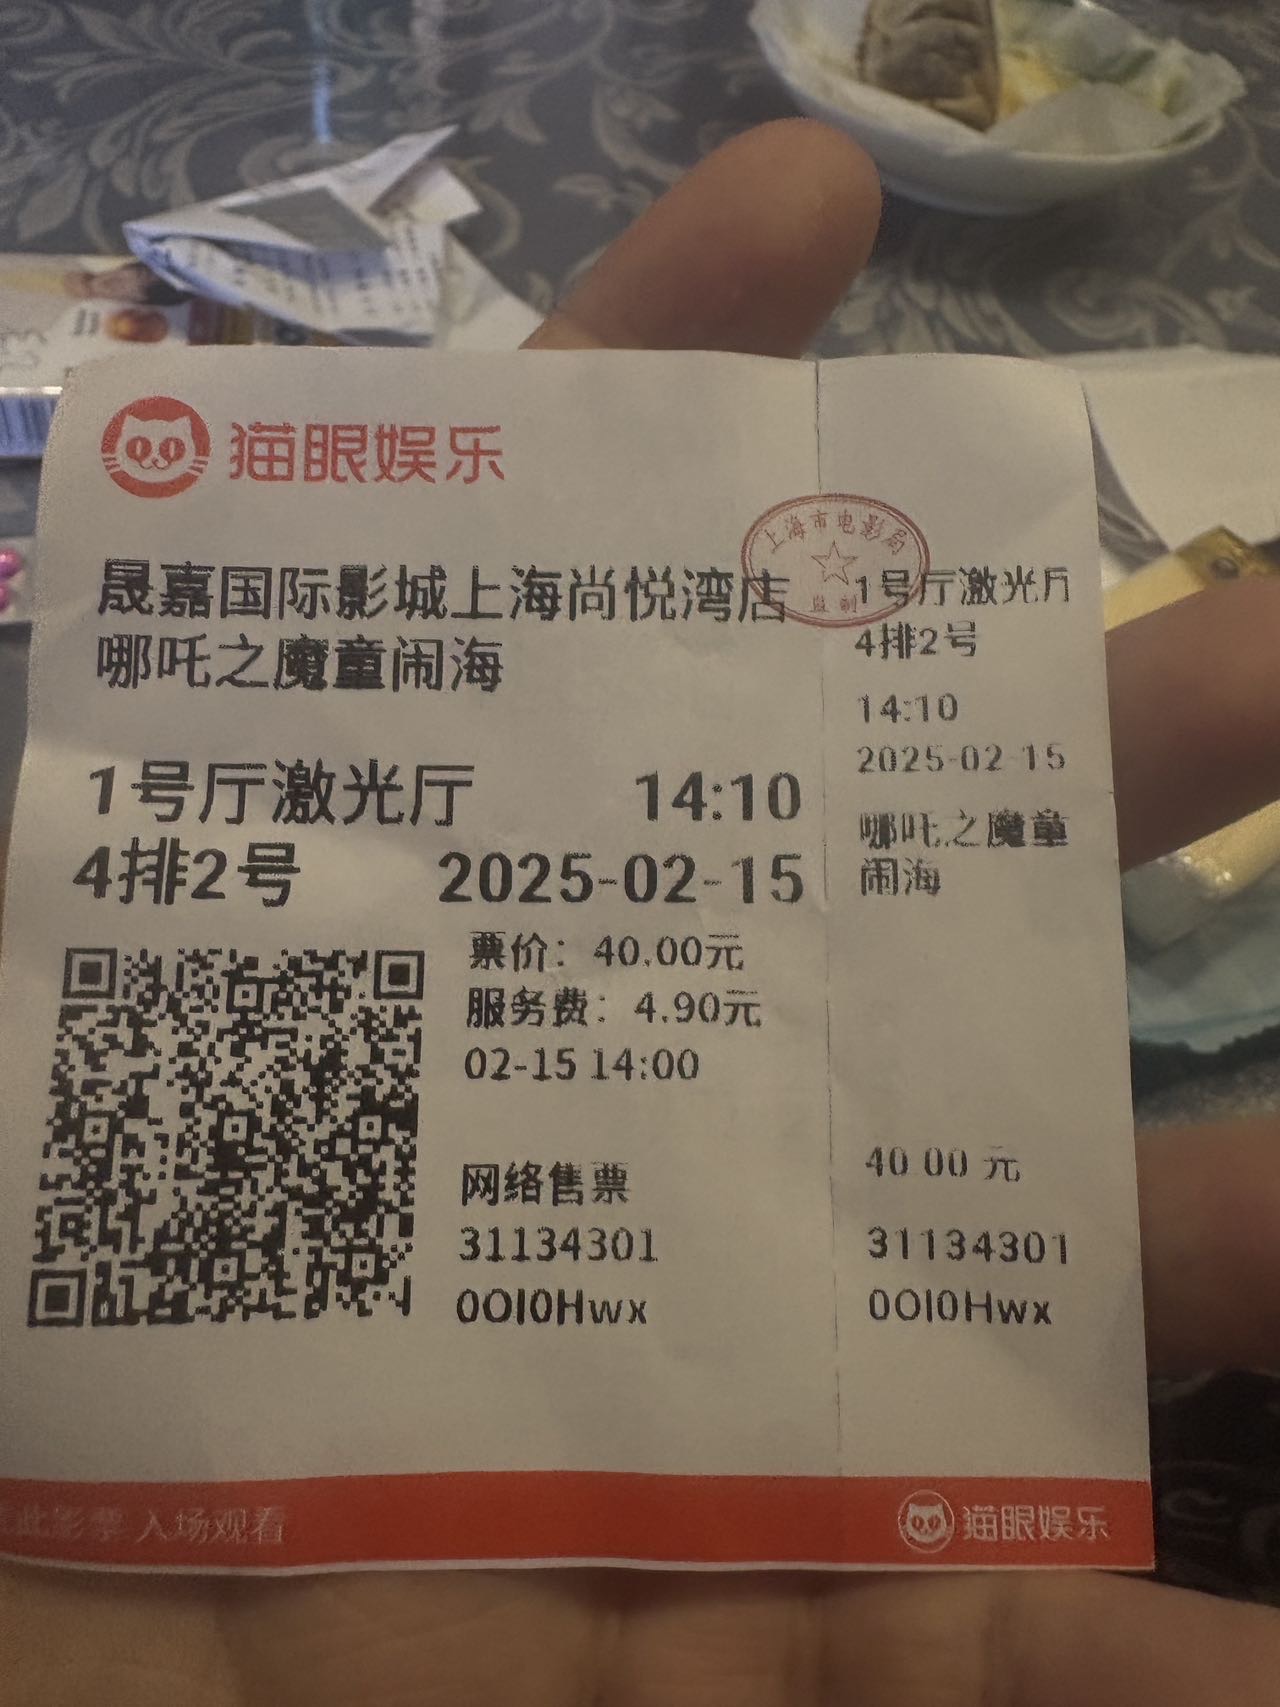 猫眼娱乐
上海市电影局
监制
晟嘉国际影城上海尚悦湾店
哪吒之魔童闹海
1号厅激光厅 14:10
4排2号 2025-02-15
票价：40.00元
服务费：4.90元
02-15 14:00
网络售票
31134301
0OI0Hwx
1号厅激光厅
4排2号
14:10
2025-02-15
哪吒之魔童
闹海
40.00 元
31134301
0OI0Hwx
此影票 入场观看
猫眼娱乐